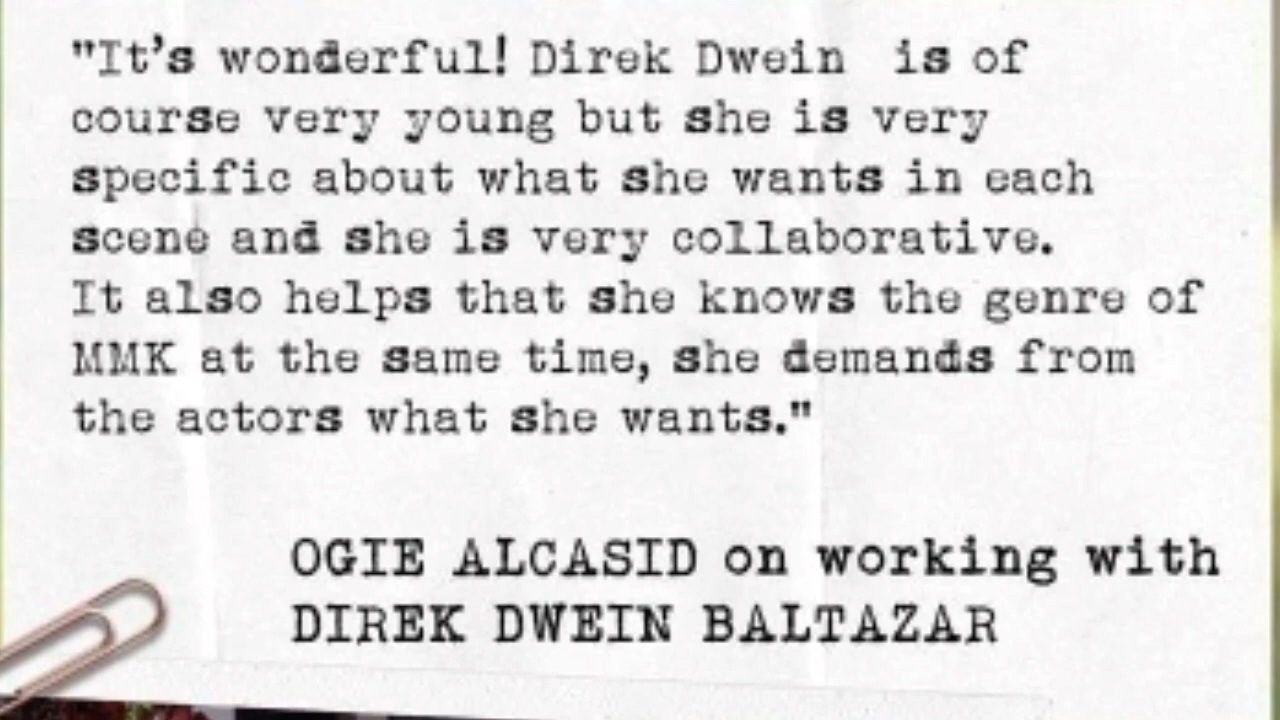 "It's wonderful! Direk Dwein is of
course very young but she is very
specific about what she wants in each
scene and she is very collaborative.
It also helps that she knows the genre of
MMK at the same time, she demands from
the actors what she wants."
OGIE ALCASID on working with
DIREK DWEIN BALTAZAR